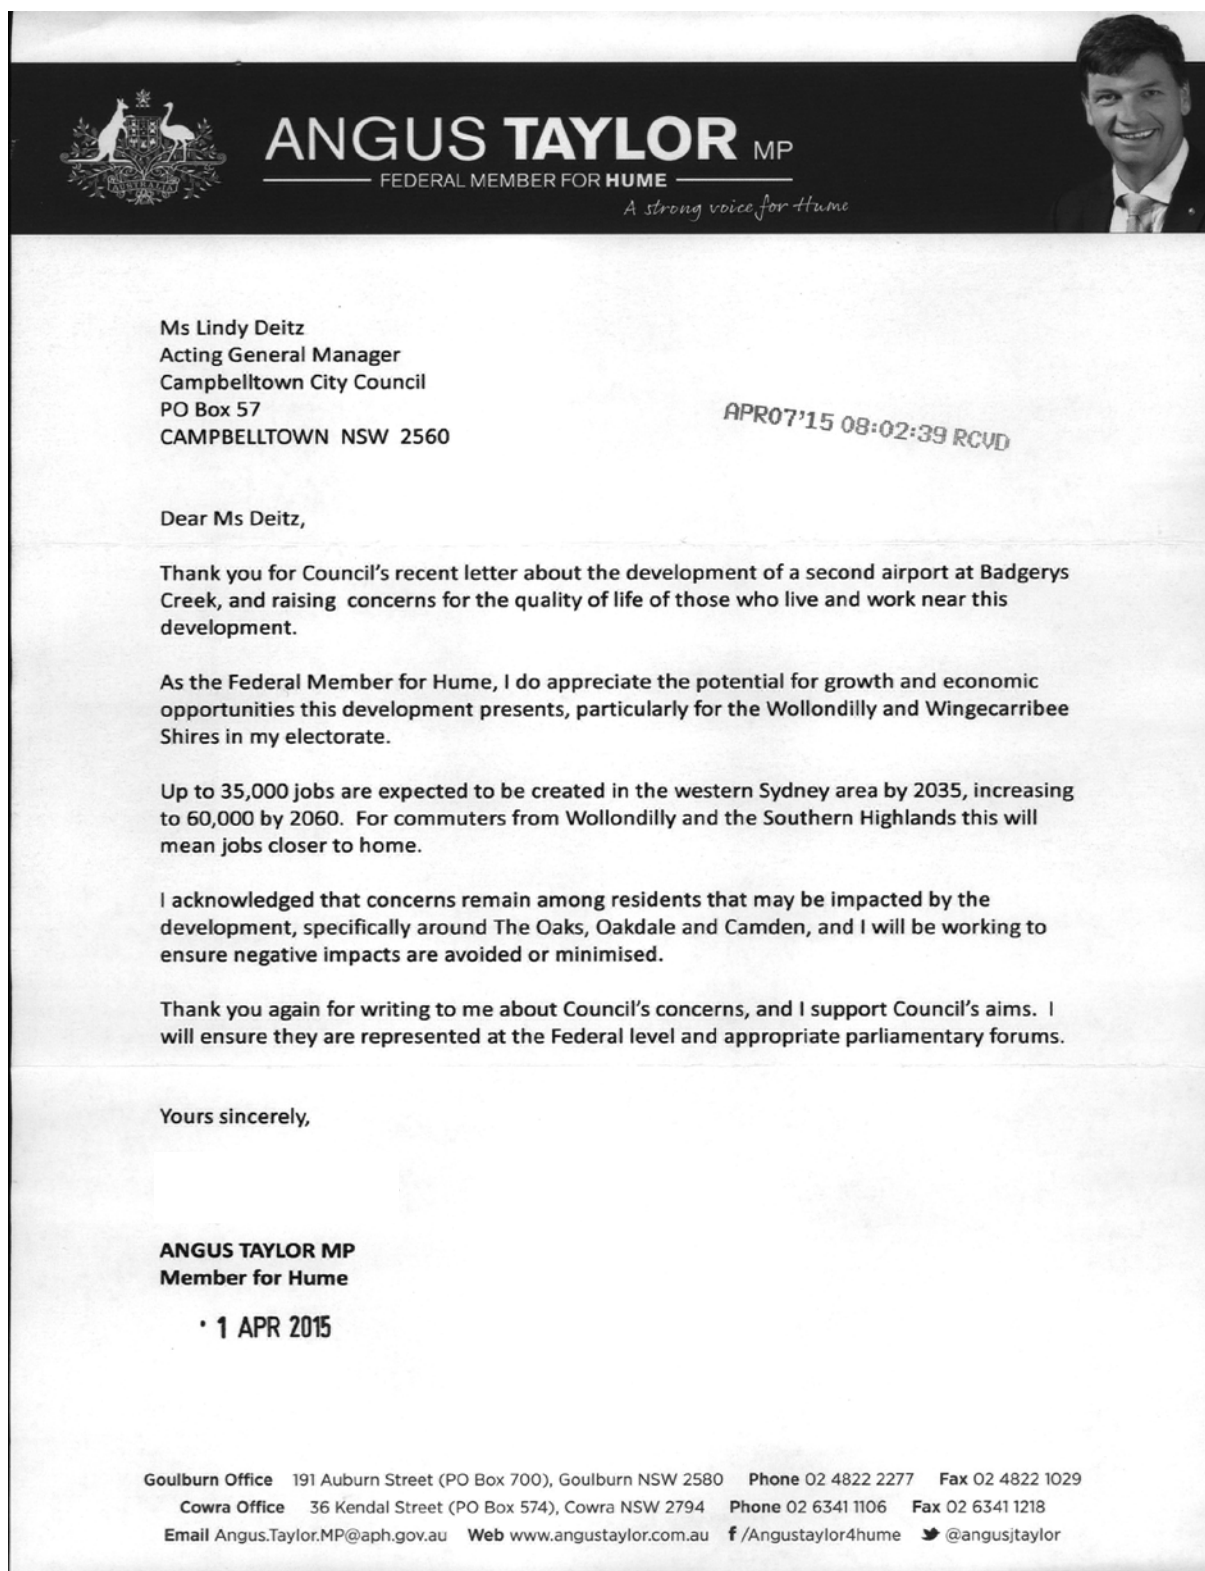 AUSTRALIA
ANGUS TAYLOR MP
FEDERAL MEMBER FOR HUME
A strong voice for Hume
Ms Lindy Deitz
Acting General Manager
Campbelltown City Council
PO Box 57
CAMPBELLTOWN NSW 2560
APR07'15 08:02:39 RCVD
Dear Ms Deitz,
Thank you for Council's recent letter about the development of a second airport at Badgerys
Creek, and raising concerns for the quality of life of those who live and work near this
development.
As the Federal Member for Hume, I do appreciate the potential for growth and economic
opportunities this development presents, particularly for the Wollondilly and Wingecarribee
Shires in my electorate.
Up to 35,000 jobs are expected to be created in the western Sydney area by 2035, increasing
to 60,000 by 2060. For commuters from Wollondilly and the Southern Highlands this will
mean jobs closer to home.
I acknowledged that concerns remain among residents that may be impacted by the
development, specifically around The Oaks, Oakdale and Camden, and I will be working to
ensure negative impacts are avoided or minimised.
Thank you again for writing to me about Council's concerns, and I support Council's aims. I
will ensure they are represented at the Federal level and appropriate parliamentary forums.
Yours sincerely,
ANGUS TAYLOR MP
Member for Hume
1 APR 2015
Goulburn Office 191 Auburn Street (PO Box 700), Goulburn NSW 2580 Phone 02 4822 2277 Fax 02 4822 1029
Cowra Office 36 Kendal Street (PO Box 574), Cowra NSW 2794 Phone 02 6341 1106 Fax 02 6341 1218
Email Angus.Taylor.MP@aph.gov.au Web www.angustaylor.com.au f /Angustaylor4hume @angusjtaylor